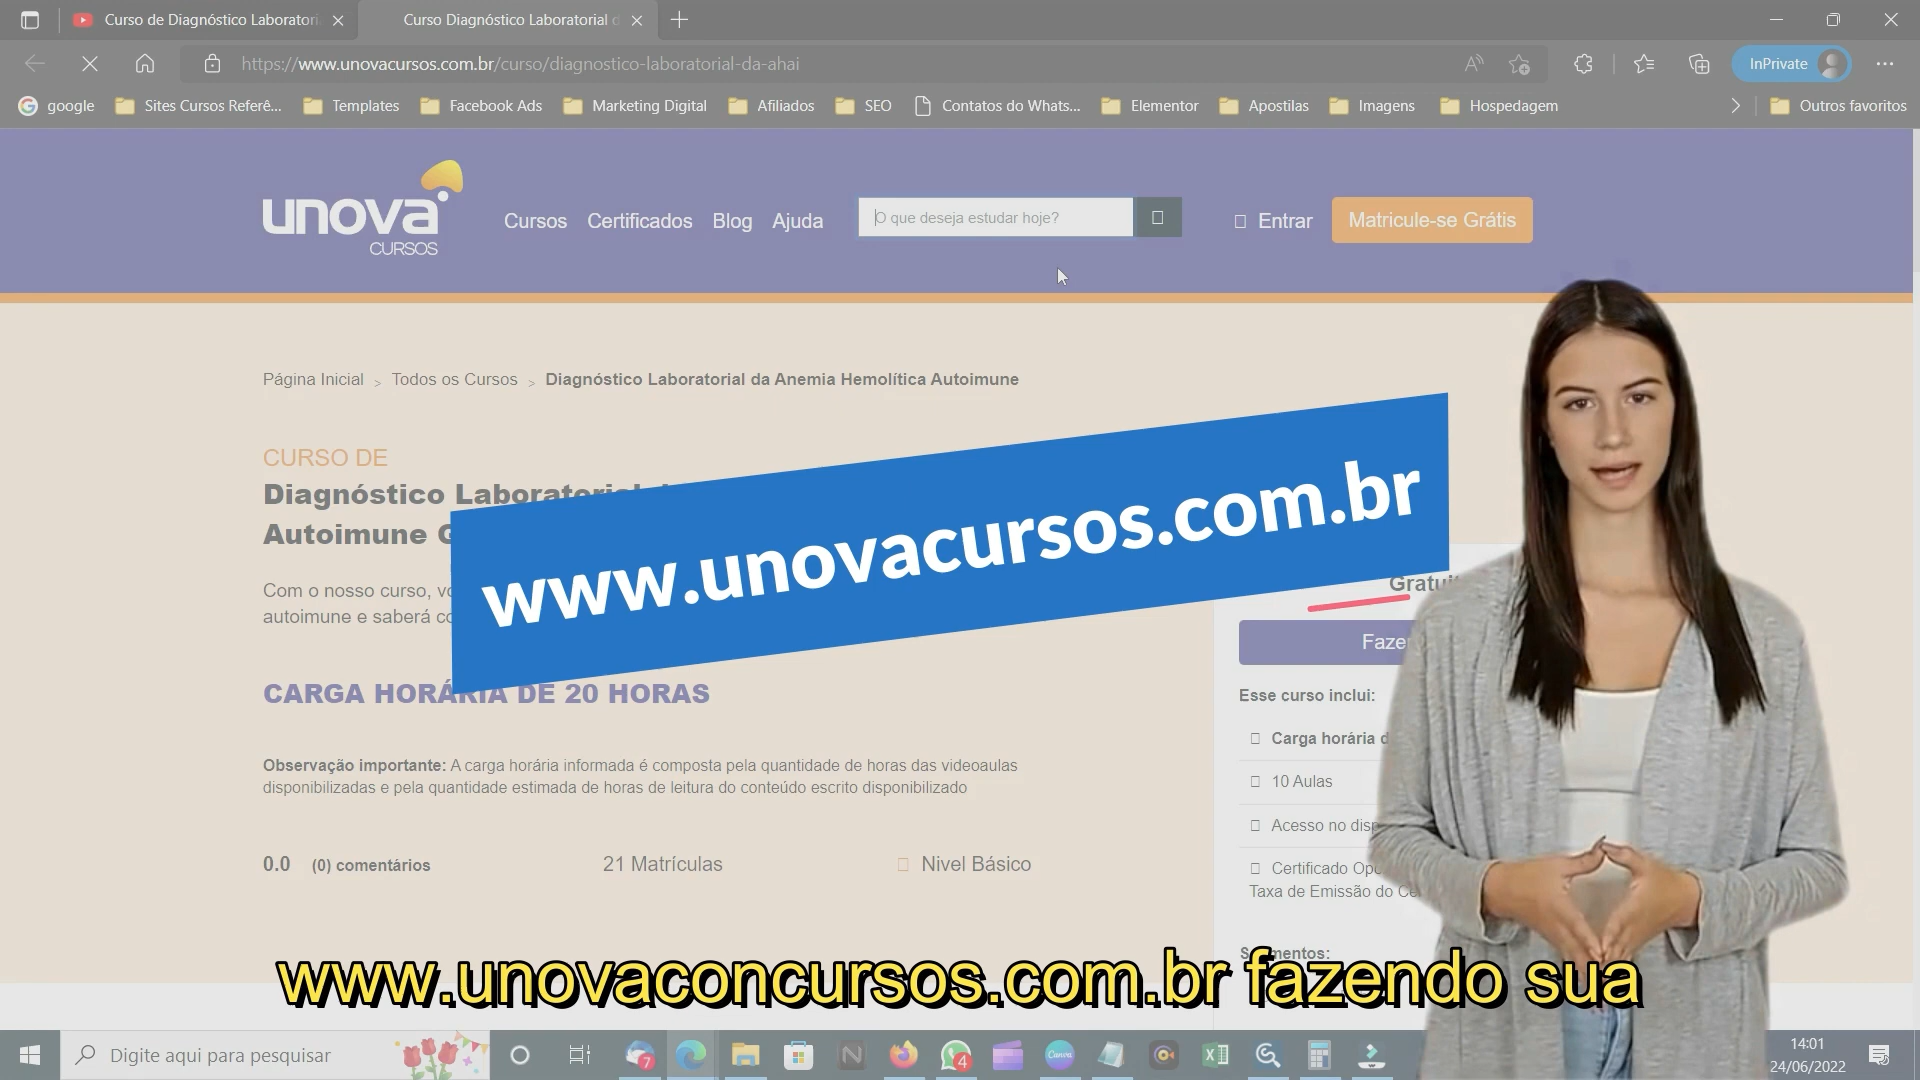 Curso de Diagnóstico Laboratori
Curso Diagnóstico Laboratorial d
https://www.unovacursos.com.br/curso/diagnostico-laboratorial-da-ahai
InPrivate
google
Sites Cursos Referê...
Templates
Facebook Ads
Marketing Digital
Afiliados
SEO
Contatos do Whats...
Elementor
Apostilas
Imagens
Hospedagem
Outros favoritos
unova
CURSOS
Cursos
Certificados
Blog
Ajuda
O que deseja estudar hoje?
Entrar
Matricule-se Grátis
Página Inicial > Todos os Cursos > Diagnóstico Laboratorial da Anemia Hemolítica Autoimune
CURSO DE
Diagnóstico Laboratorial
Autoimune G
Com o nosso curso, vo
autoimune e saberá co
www.unovacursos.com.br
Gratuit
Fazer
CARGA HORÁRIA DE 20 HORAS
Esse curso inclui:
Carga horária d
10 Aulas
Acesso no disp
Certificado Opc
Taxa de Emissão do Ce
Observação importante: A carga horária informada é composta pela quantidade de horas das videoaulas
disponibilizadas e pela quantidade estimada de horas de leitura do conteúdo escrito disponibilizado
0.0 (0) comentários
21 Matrículas
Nivel Básico
www.unovaconcursos.com.br fazendo sua
Digite aqui para pesquisar
7
4
Canva
14:01
24/06/2022